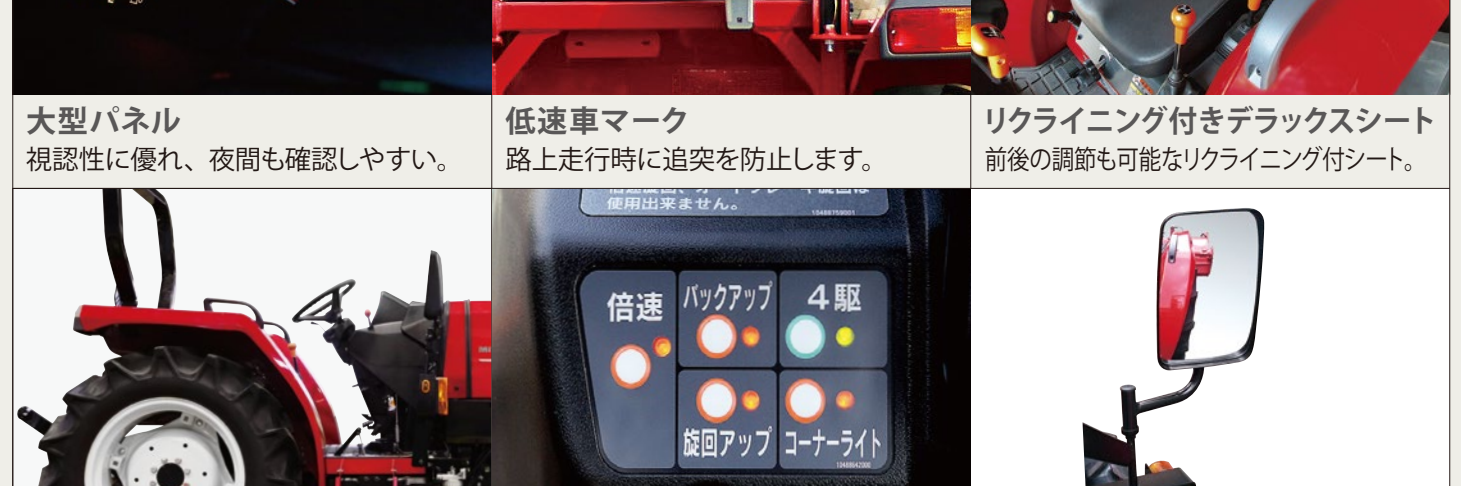 大型パネル
視認性に優れ、夜間も確認しやすい。
低速車マーク
路上走行時に追突を防止します。
リクライニング付きデラックスシート
前後の調節も可能なリクライニング付シート。
使用出来ません。
10488759001
倍速
バックアップ
4駆
旋回アップ
コーナーライト
10489942000